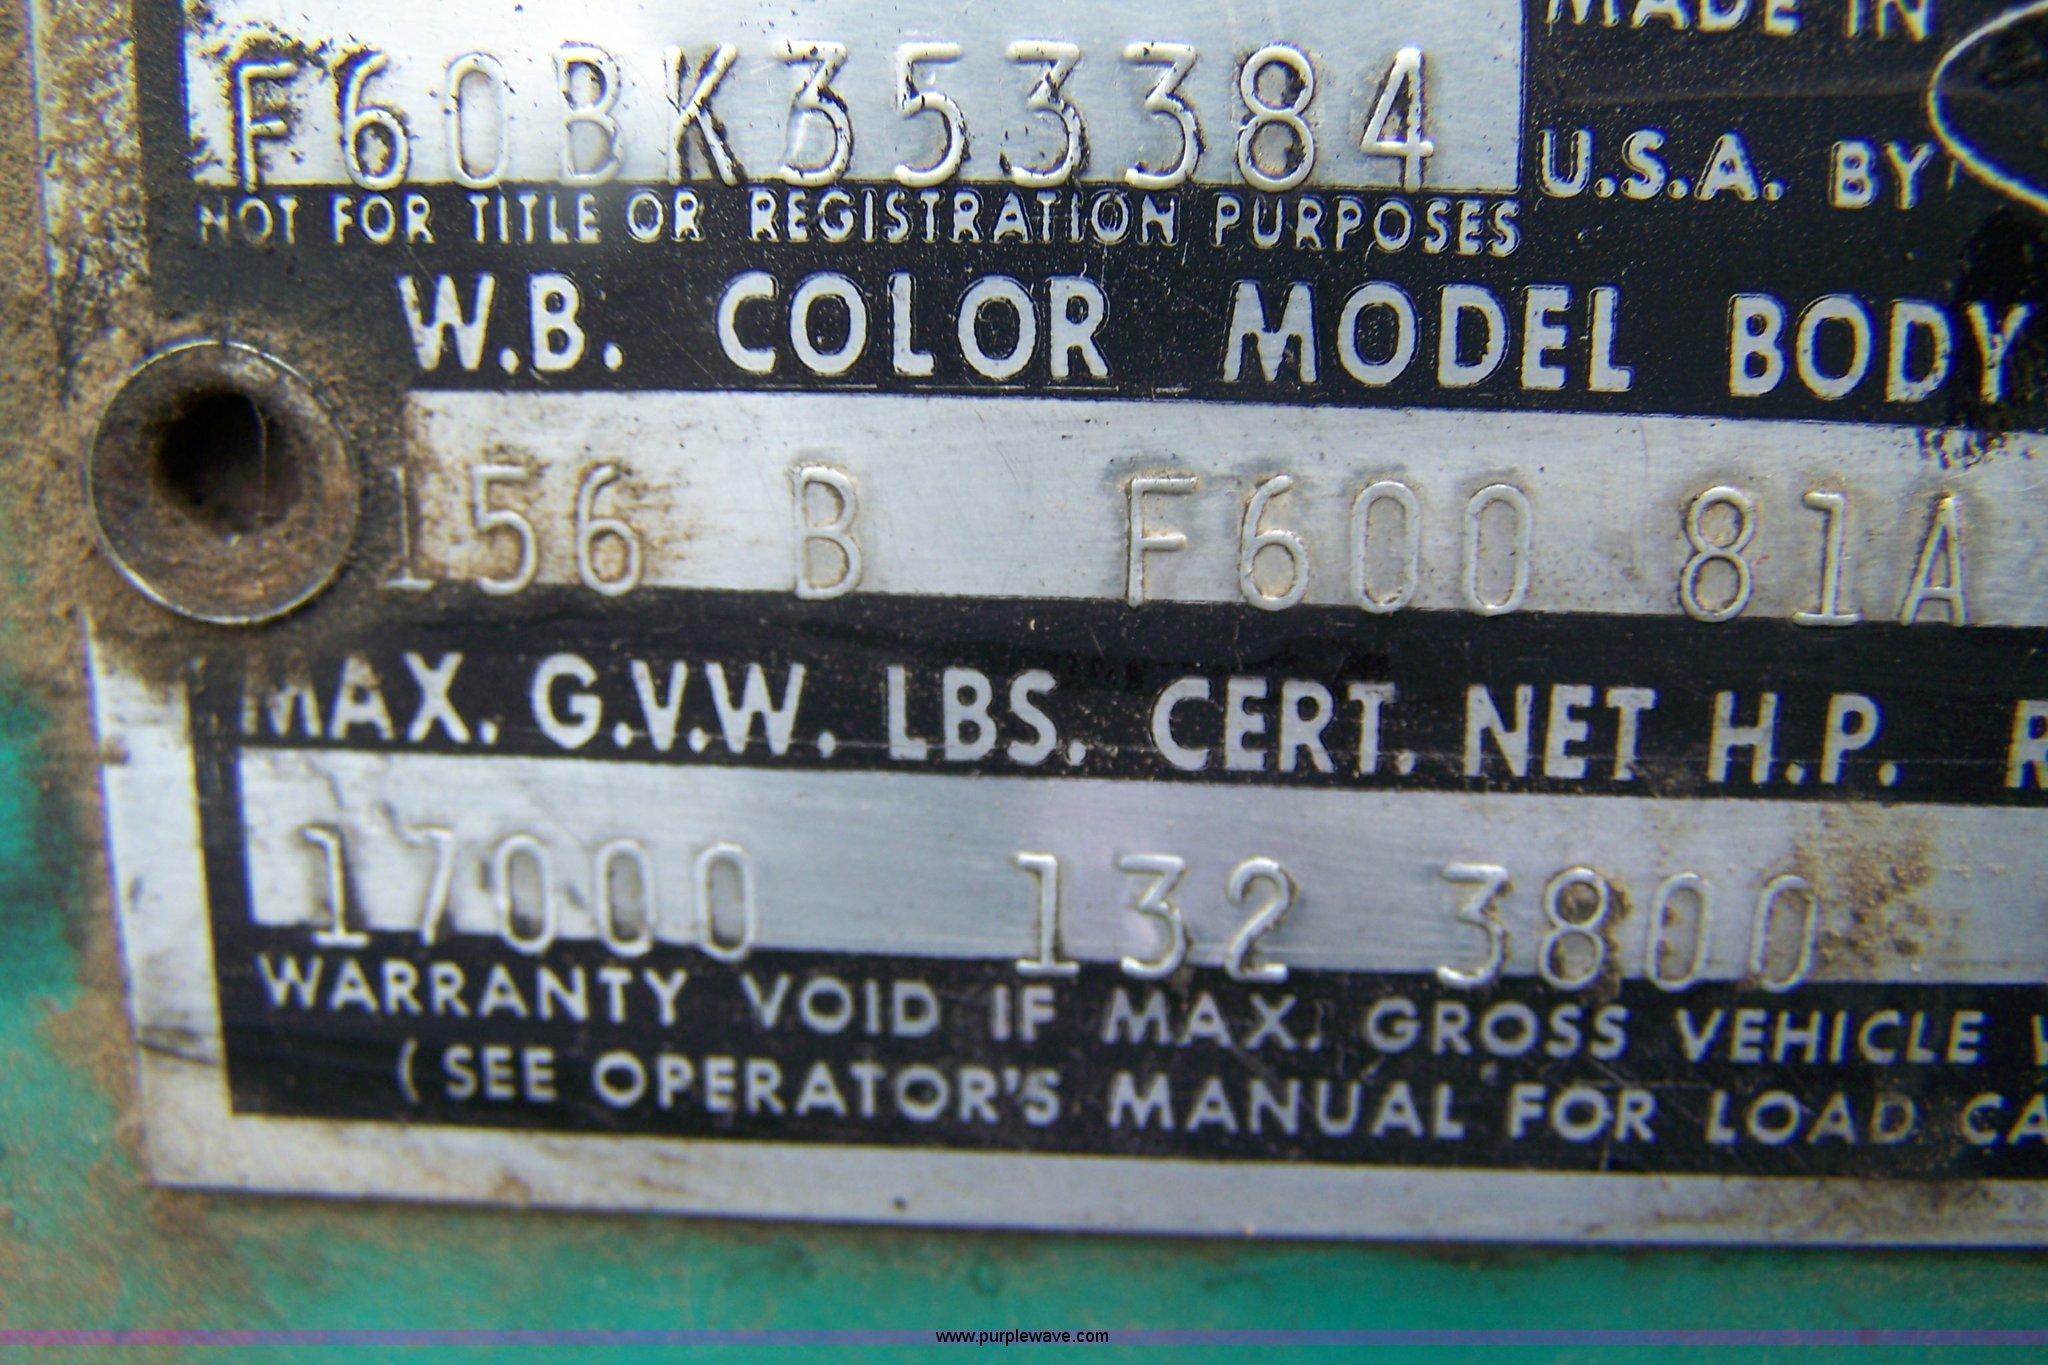 MADE IN
F60BK353384
U.S.A. BY
NOT FOR TITLE OR REGISTRATION PURPOSES
W.B. COLOR MODEL BODY
156 B F600 81A
MAX. G.V.W. LBS. CERT. NET H.P. R
17000 132 3800
WARRANTY VOID IF MAX. GROSS VEHICLE
(SEE OPERATOR'S MANUAL FOR LOAD CA
www.purplewave.com